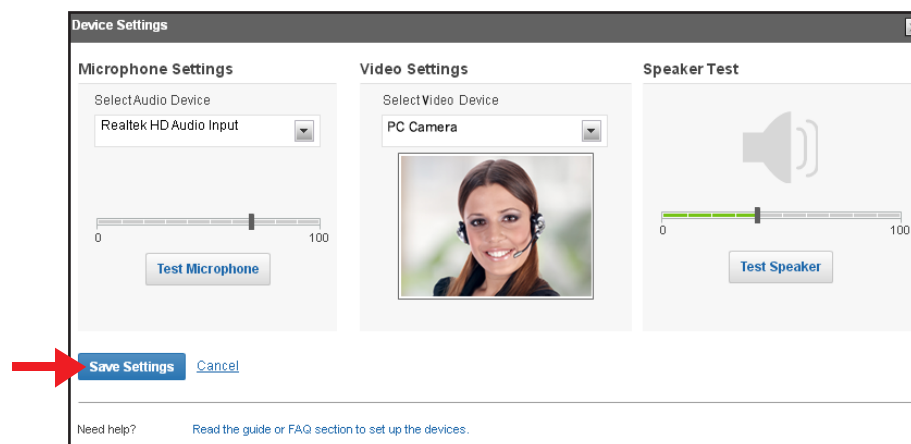 Device Settings
Microphone Settings
Select Audio Device
Realtek HD Audio Input
0 100
Test Microphone
Video Settings
Select Video Device
PC Camera
Speaker Test
0 100
Test Speaker
Save Settings Cancel
Need help? Read the guide or FAQ section to set up the devices.